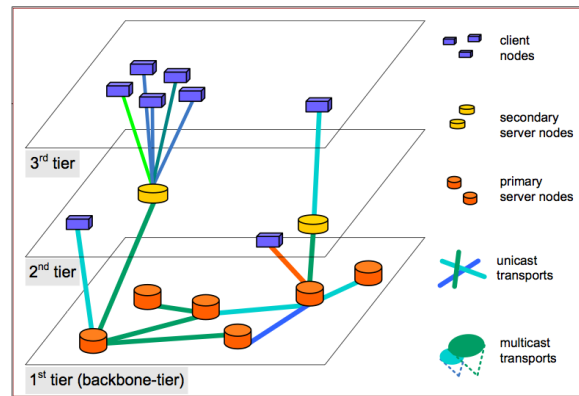 client
nodes
secondary
server nodes
3rd tier
primary
server nodes
2nd tier
unicast
transports
multicast
transports
1st tier (backbone-tier)